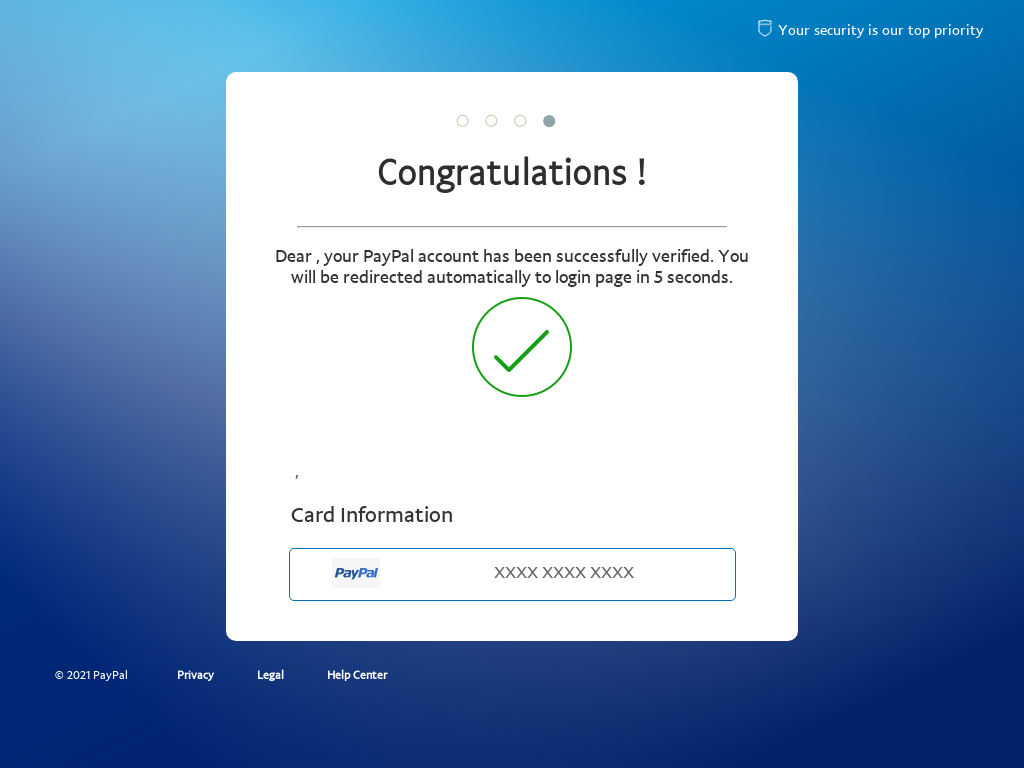 Your security is our top priority
Congratulations !
Dear , your PayPal account has been successfully verified. You
will be redirected automatically to login page in 5 seconds.
,
Card Information
PayPal XXXX XXXX XXXX
© 2021 PayPal Privacy Legal Help Center